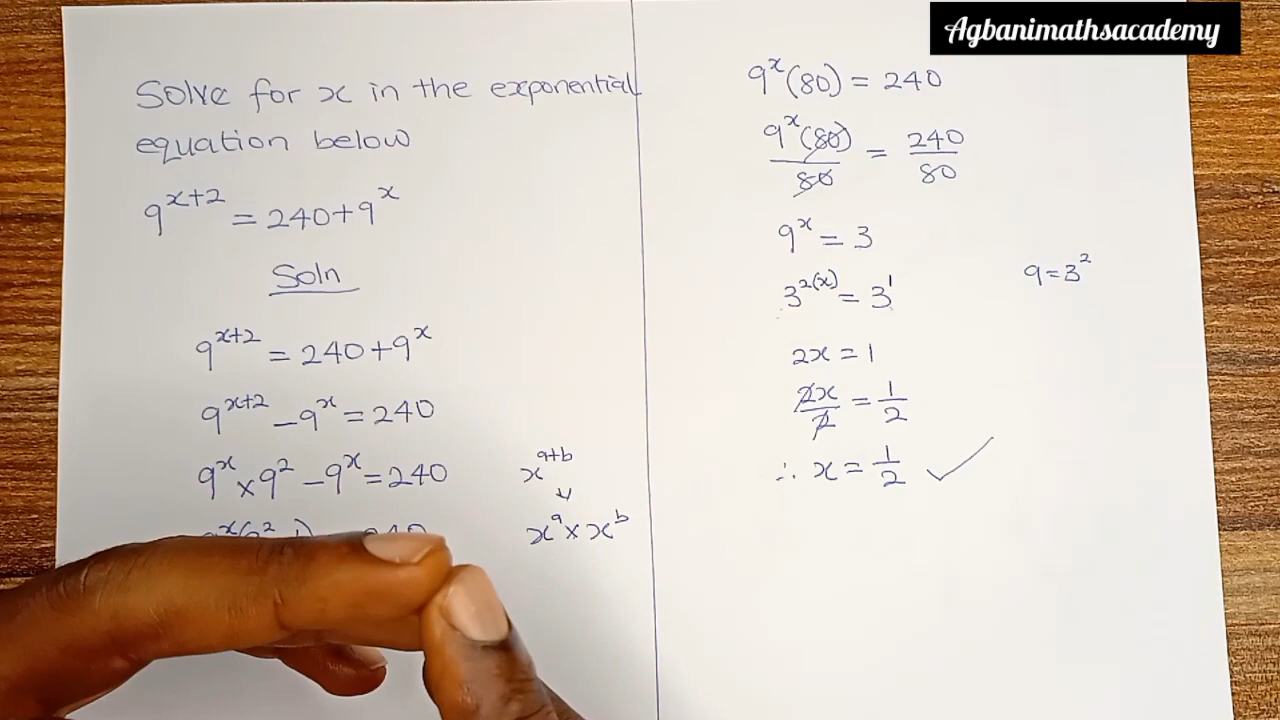 Agbanimathsacademy
Solve for x in the exponential
equation below
9^{x+2} = 240+9^x
Soln
9^{x+2} = 240+9^x
9^{x+2} - 9^x = 240
9^x × 9^2 - 9^x = 240
x^{a+b}
x^a × x^b
9^x(80) = 240
9^x(80)/80 = 240/80
9^x = 3
9 = 3^2
3^{2(x)} = 3^1
2x = 1
2x/2 = 1/2
∴ x = 1/2 ✓